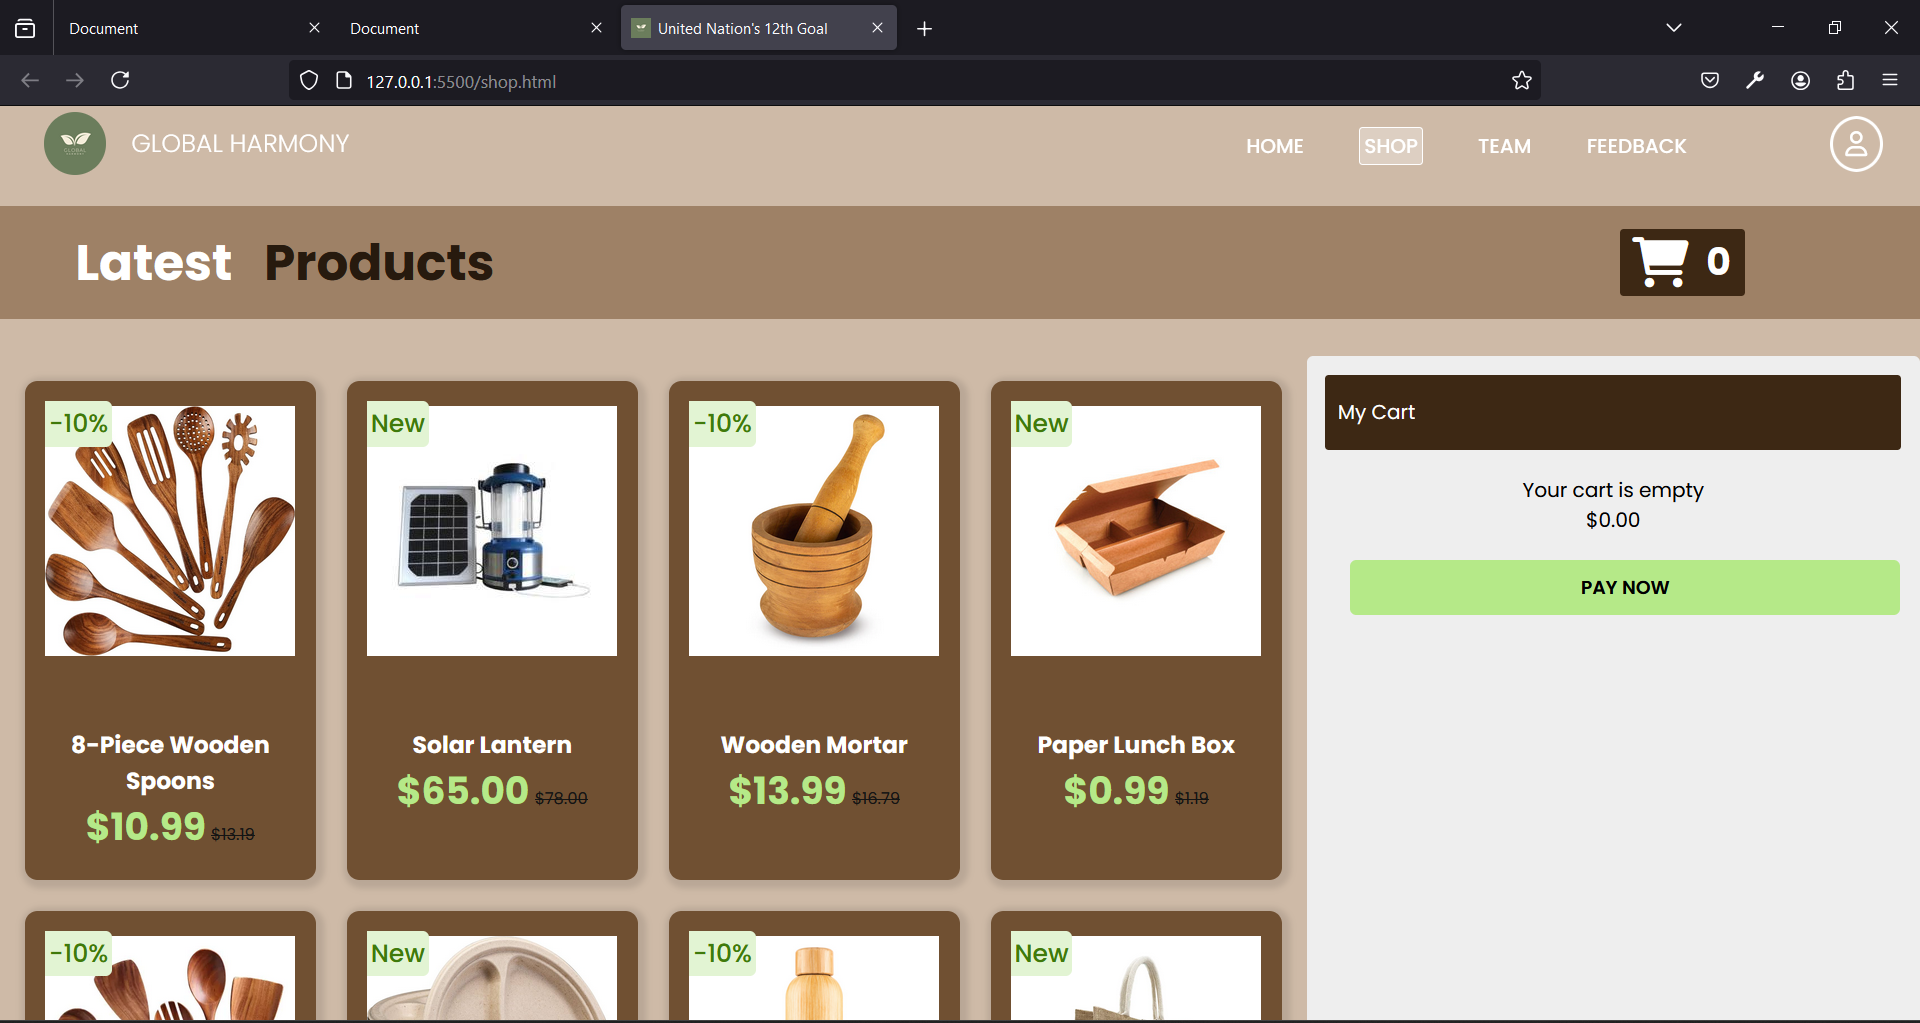 Document
Document
United Nation's 12th Goal
127.0.0.1:5500/shop.html
GLOBAL
GLOBAL HARMONY
HOME
SHOP
TEAM
FEEDBACK
Latest Products
0
-10%
New
-10%
New
8-Piece Wooden
Spoons
$10.99 $13.19
Solar Lantern
$65.00 $78.00
Wooden Mortar
$13.99 $16.79
Paper Lunch Box
$0.99 $1.19
My Cart
Your cart is empty
$0.00
PAY NOW
-10%
New
-10%
New